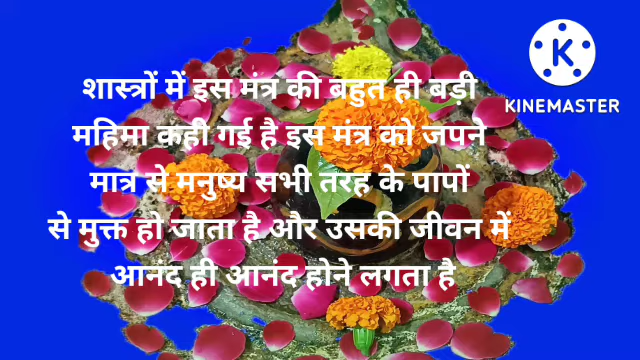 शास्त्रों में इस मंत्र की बहुत ही बड़ी
महिमा कही गई है इस मंत्र को जपने
मात्र से मनुष्य सभी तरह के पापों
से मुक्त हो जाता है और उसकी जीवन में
आनंद ही आनंद होने लगता है
K
KINEMASTER